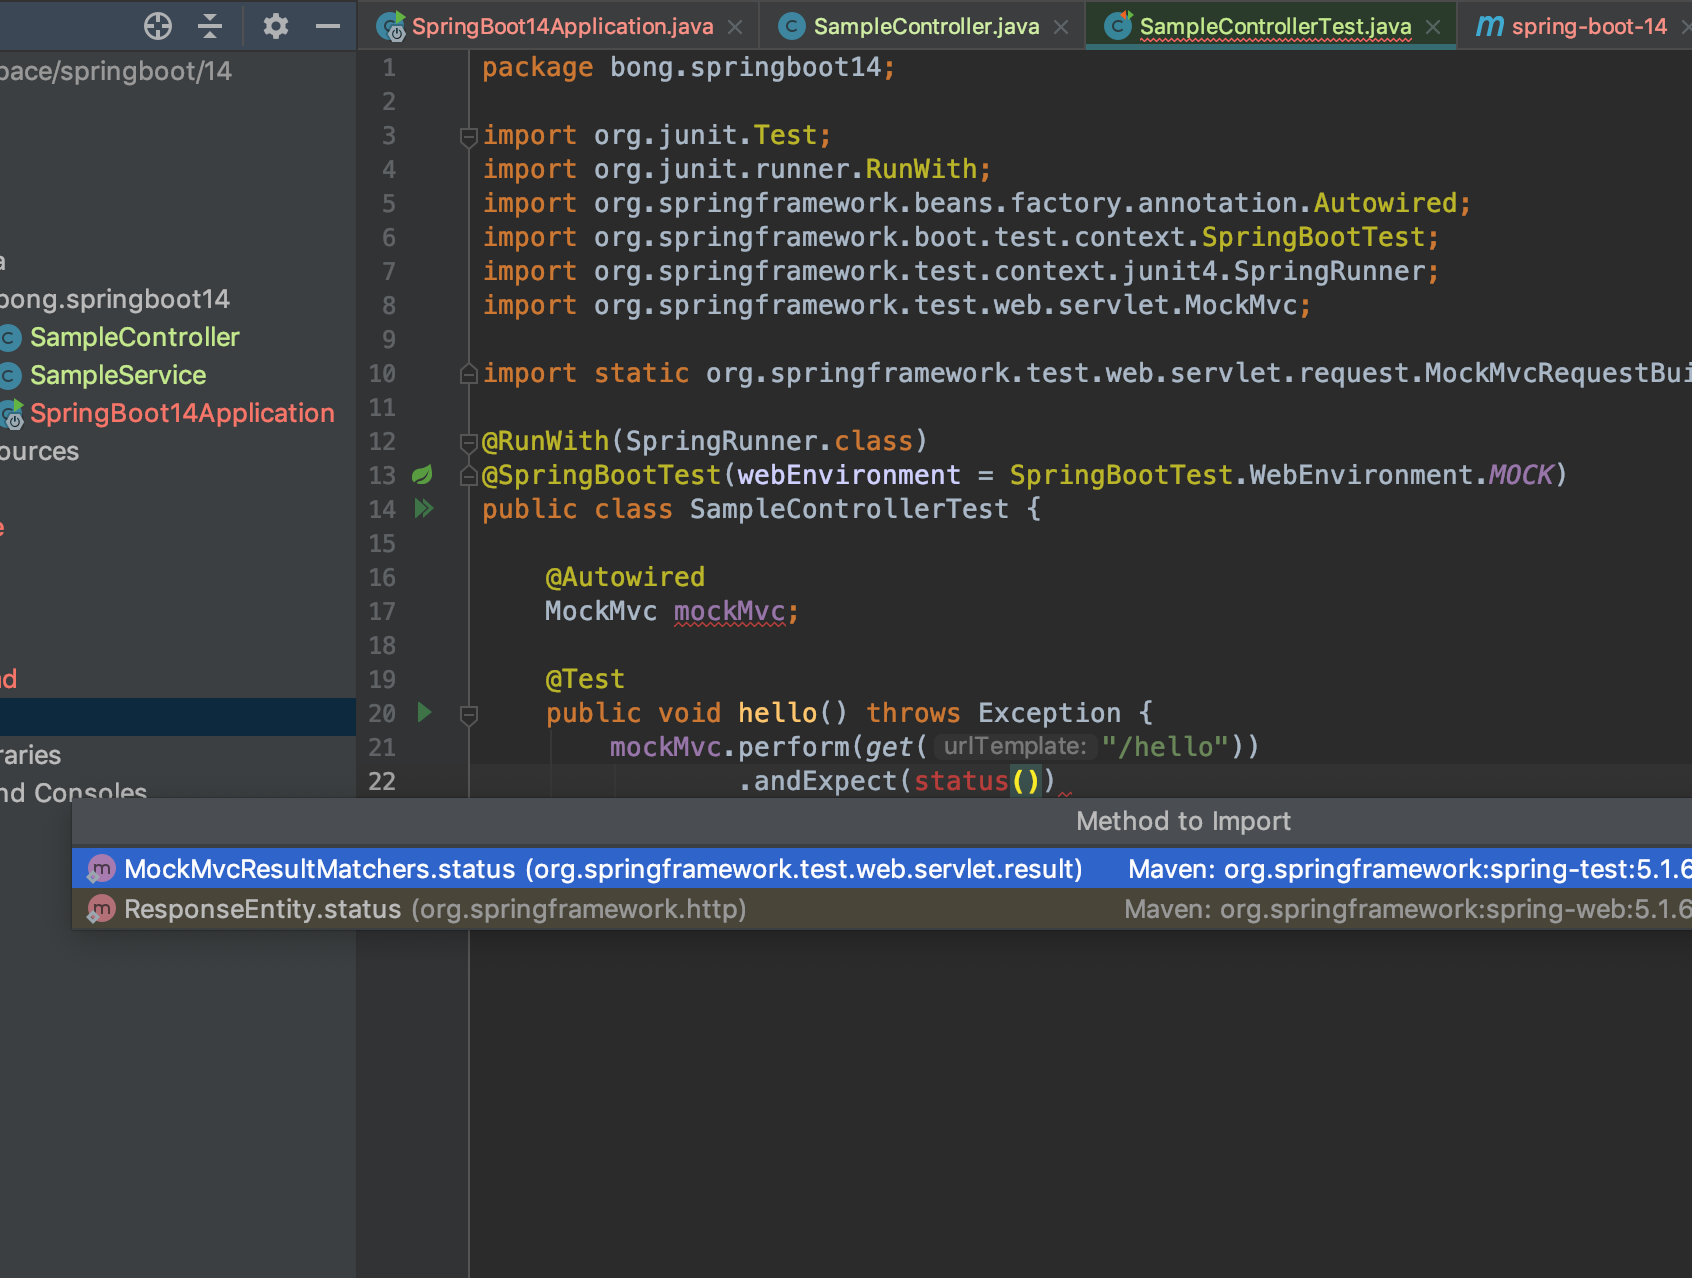 SpringBoot14Application.java SampleController.java SampleControllerTest.java spring-boot-14
pace/springboot/14
a
bong.springboot14
SampleController
SampleService
SpringBoot14Application
ources
e
nd
raries
nd Consoles
1 package bong.springboot14;
2
3 import org.junit.Test;
4 import org.junit.runner.RunWith;
5 import org.springframework.beans.factory.annotation.Autowired;
6 import org.springframework.boot.test.context.SpringBootTest;
7 import org.springframework.test.context.junit4.SpringRunner;
8 import org.springframework.test.web.servlet.MockMvc;
9
10 import static org.springframework.test.web.servlet.request.MockMvcRequestBui
11
12 @RunWith(SpringRunner.class)
13 @SpringBootTest(webEnvironment = SpringBootTest.WebEnvironment.MOCK)
14 public class SampleControllerTest {
15
16 @Autowired
17 MockMvc mockMvc;
18
19 @Test
20 public void hello() throws Exception {
21 mockMvc.perform(get( urlTemplate: "/hello"))
22 .andExpect(status())
Method to Import
MockMvcResultMatchers.status (org.springframework.test.web.servlet.result) Maven: org.springframework:spring-test:5.1.6
ResponseEntity.status (org.springframework.http) Maven: org.springframework:spring-web:5.1.6